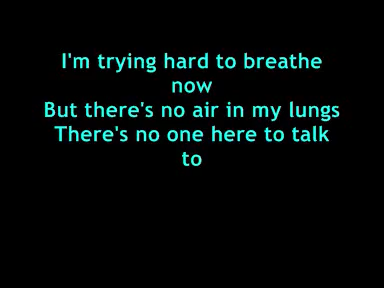 I'm trying hard to breathe
now
But there's no air in my lungs
There's no one here to talk
to